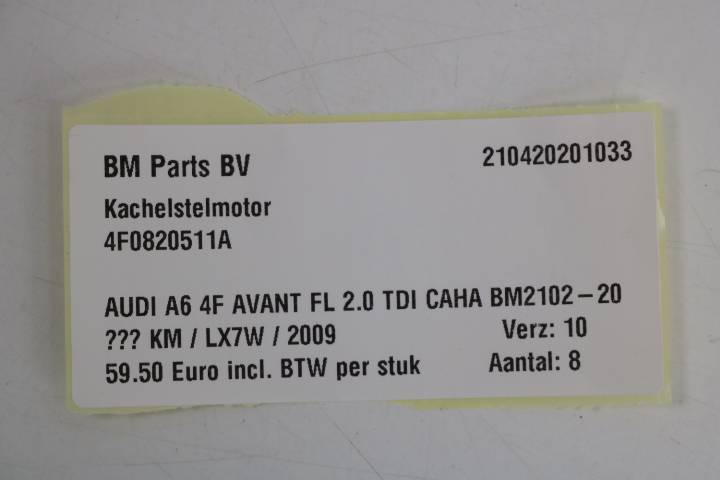 BM Parts BV 210420201033
Kachelstelmotor
4F0820511A
AUDI A6 4F AVANT FL 2.0 TDI CAHA BM2102-20
??? KM / LX7W / 2009 Verz: 10
59.50 Euro incl. BTW per stuk Aantal: 8